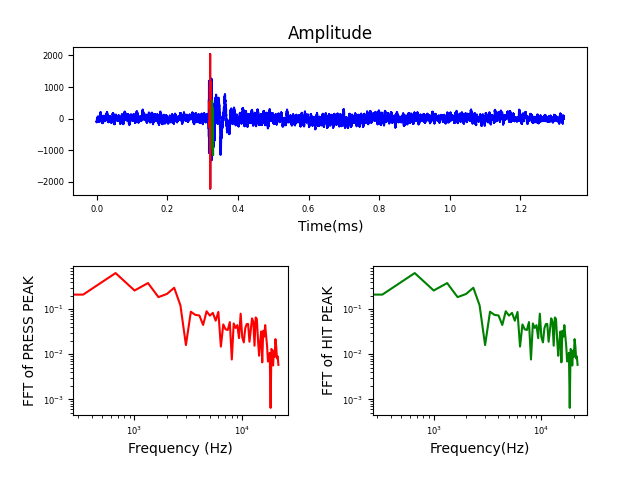 Amplitude
2000
1000
0
−1000
−2000
0.0 0.2 0.4 0.6 0.8 1.0 1.2
Time(ms)
FFT of PRESS PEAK
10⁻¹
10⁻²
10⁻³
10³ 10⁴
Frequency (Hz)
FFT of HIT PEAK
10⁻¹
10⁻²
10⁻³
10³ 10⁴
Frequency(Hz)